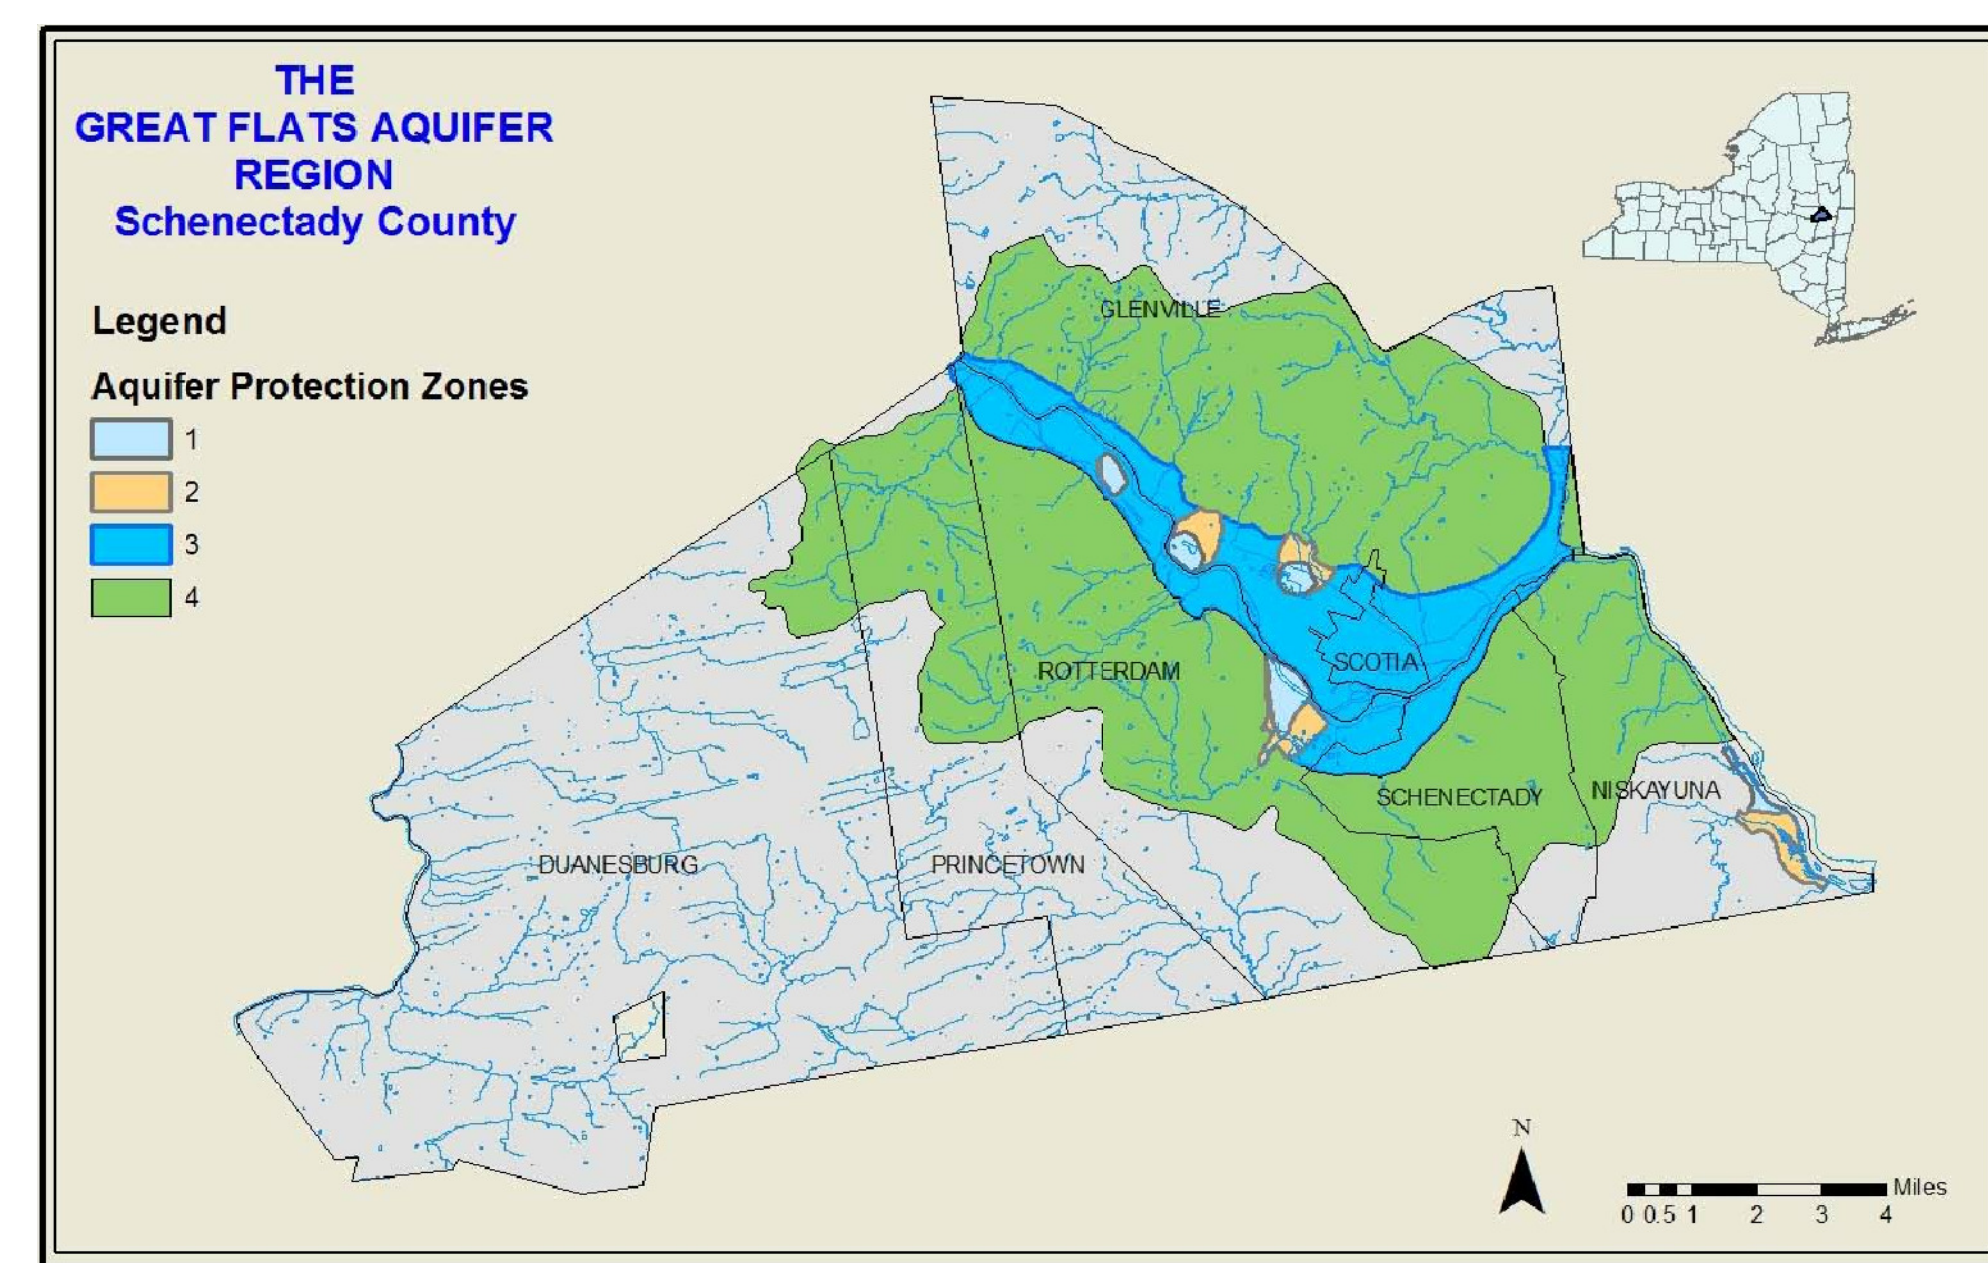 THE
GREAT FLATS AQUIFER
REGION
Schenectady County
Legend
Aquifer Protection Zones
1
2
3
4
GLENVILLE
SCOTIA
ROTTERDAM
SCHENECTADY
NISKAYUNA
DUANESBURG
PRINCETOWN
N
Miles
0 0.5 1 2 3 4